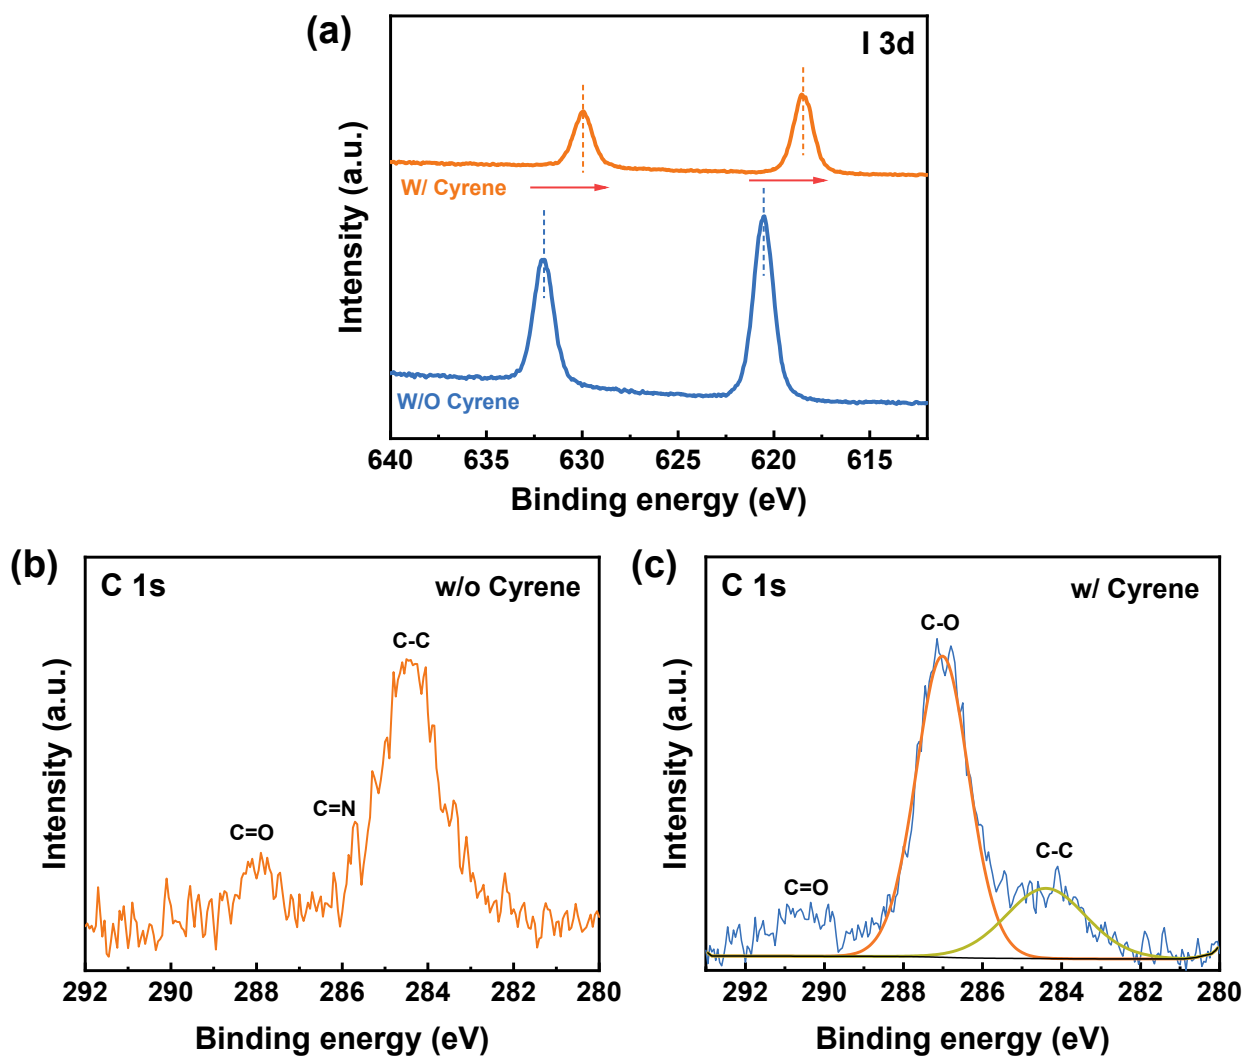 (a)
I 3d
Intensity (a.u.)
W/ Cyrene
W/O Cyrene
640 635 630 625 620 615
Binding energy (eV)
(b)
C 1s
w/o Cyrene
C-C
C=N
C=O
Intensity (a.u.)
292 290 288 286 284 282 280
Binding energy (eV)
(c)
C 1s
w/ Cyrene
C-O
C-C
C=O
Intensity (a.u.)
292 290 288 286 284 282 280
Binding energy (eV)